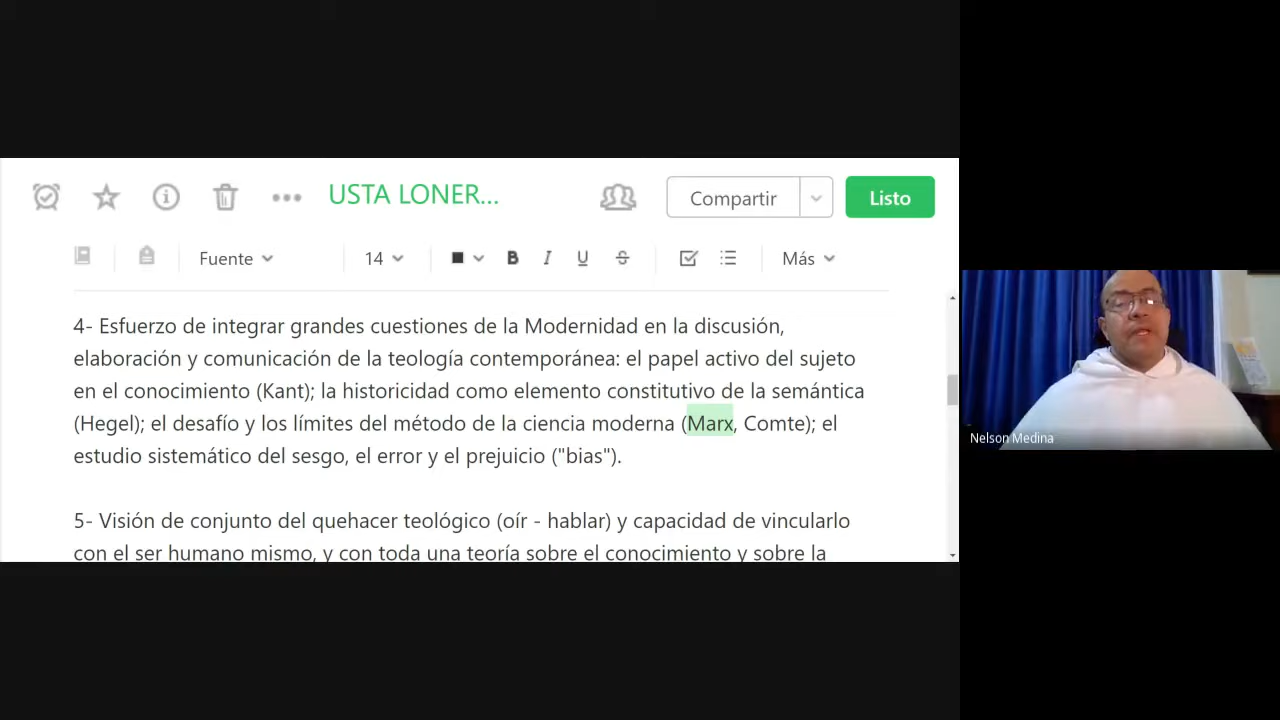 USTA LONER...
Compartir
Listo
Fuente
14
B I U S
Más
4- Esfuerzo de integrar grandes cuestiones de la Modernidad en la discusión,
elaboración y comunicación de la teología contemporánea: el papel activo del sujeto
en el conocimiento (Kant); la historicidad como elemento constitutivo de la semántica
(Hegel); el desafío y los límites del método de la ciencia moderna (Marx, Comte); el
estudio sistemático del sesgo, el error y el prejuicio ("bias").
5- Visión de conjunto del quehacer teológico (oír - hablar) y capacidad de vincularlo
con el ser humano mismo, y con toda una teoría sobre el conocimiento y sobre la
Nelson Medina